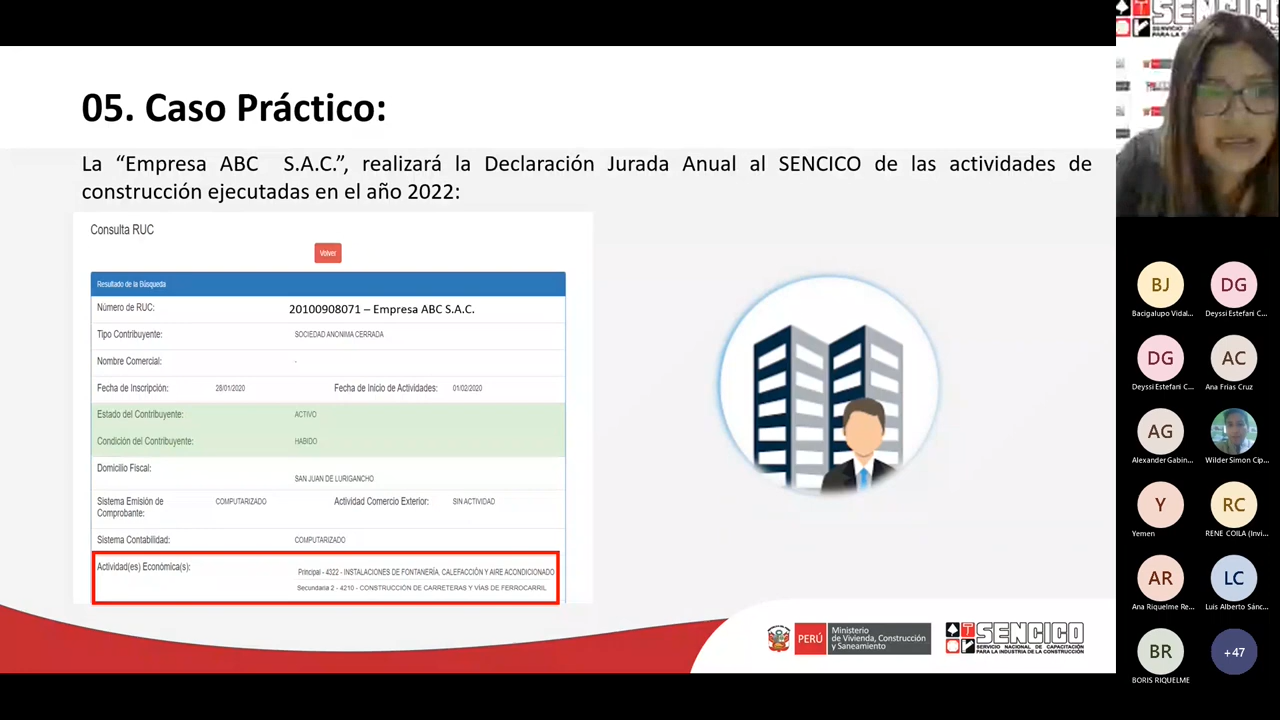 05. Caso Práctico:
La “Empresa ABC S.A.C.”, realizará la Declaración Jurada Anual al SENCICO de las actividades de
construcción ejecutadas en el año 2022:
Consulta RUC
Volver
Resultado de la Búsqueda
Número de RUC: 20100908071 – Empresa ABC S.A.C.
Tipo Contribuyente: SOCIEDAD ANONIMA CERRADA
Nombre Comercial: -
Fecha de Inscripción: 28/01/2020 Fecha de Inicio de Actividades: 01/02/2020
Estado del Contribuyente: ACTIVO
Condición del Contribuyente: HABIDO
Domicilio Fiscal:
SAN JUAN DE LURIGANCHO
Sistema Emisión de COMPUTARIZADO Actividad Comercio Exterior: SIN ACTIVIDAD
Comprobante:
Sistema Contabilidad: COMPUTARIZADO
Actividad(es) Económica(s):
Principal - 4322 - INSTALACIONES DE FONTANERÍA, CALEFACCIÓN Y AIRE ACONDICIONADO
Secundaria 2 - 4210 - CONSTRUCCIÓN DE CARRETERAS Y VÍAS DE FERROCARRIL
PERÚ
Ministerio
de Vivienda, Construcción
y Saneamiento
SENCICO
SERVICIO NACIONAL DE CAPACITACIÓN
PARA LA INDUSTRIA DE LA CONSTRUCCIÓN
SENCICO
BJ DG
Bacigalupo Vidal... Deyssi Estefani C...
DG AC
Deyssi Estefani C... Ana Frias Cruz
AG
Alexander Gabin... Wilder Simon Cip...
Y RC
Yemen RENE COILA (Invi...
AR LC
Ana Riquelme Re... Luis Alberto Sánc...
BR +47
BORIS RIQUELME